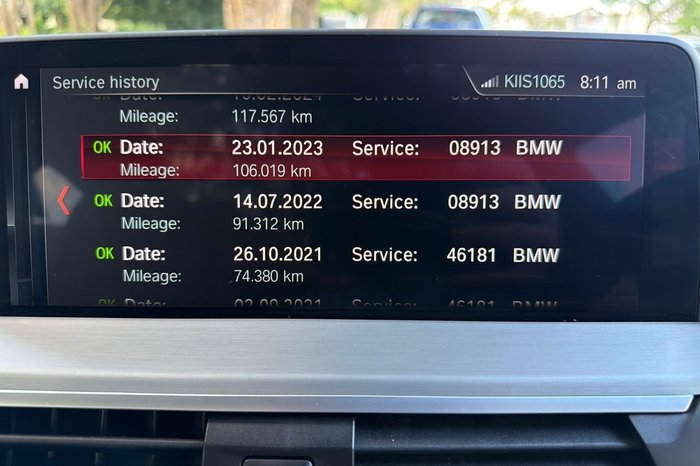 Service history KIIS1065 8:11 am
Mileage: 117.567 km
OK Date: 23.01.2023 Service: 08913 BMW
Mileage: 106.019 km
OK Date: 14.07.2022 Service: 08913 BMW
Mileage: 91.312 km
OK Date: 26.10.2021 Service: 46181 BMW
Mileage: 74.380 km